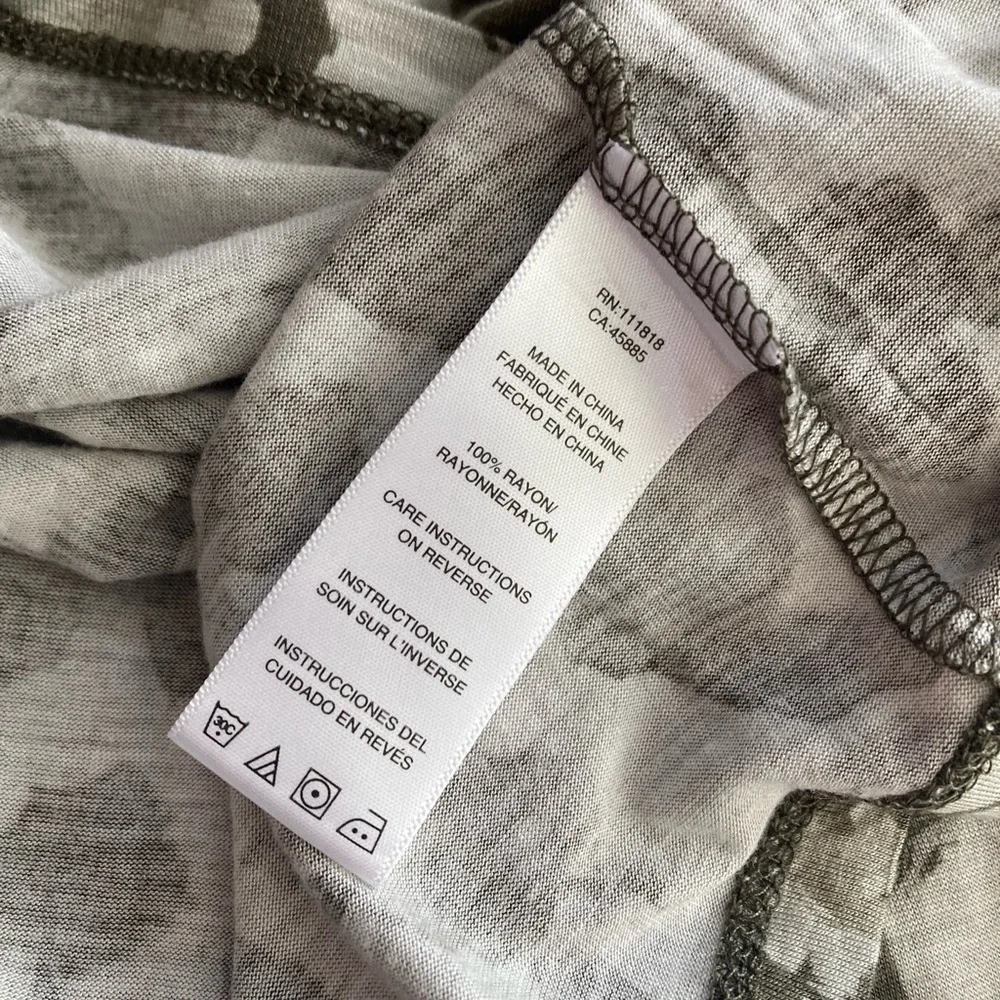 RN:111818
CA:45885
MADE IN CHINA
FABRIQUÉ EN CHINE
HECHO EN CHINA
100% RAYON/
RAYONNE/RAYÓN
CARE INSTRUCTIONS
ON REVERSE
INSTRUCTIONS DE
SOIN SUR L'INVERSE
INSTRUCCIONES DEL
CUIDADO EN REVÉS
30C